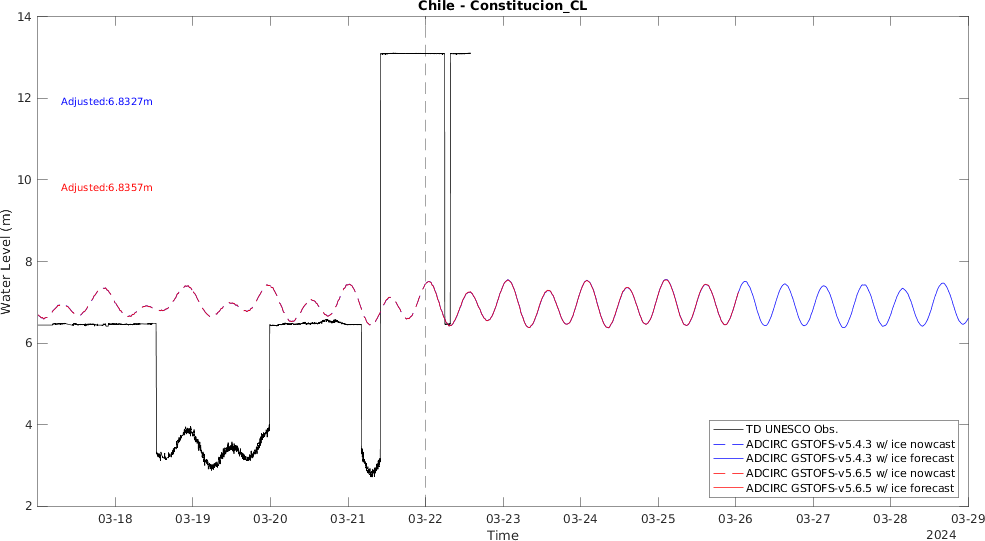 Chile - Constitucion_CL
14
12
10
8
6
4
2
Water Level (m)
Adjusted:6.8327m
Adjusted:6.8357m
TD UNESCO Obs.
ADCIRC GSTOFS-v5.4.3 w/ ice nowcast
ADCIRC GSTOFS-v5.4.3 w/ ice forecast
ADCIRC GSTOFS-v5.6.5 w/ ice nowcast
ADCIRC GSTOFS-v5.6.5 w/ ice forecast
03-18 03-19 03-20 03-21 03-22 03-23 03-24 03-25 03-26 03-27 03-28 03-29
Time
2024